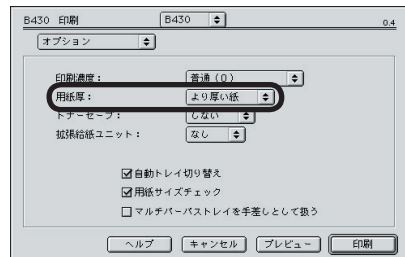 B430 印刷 B430 0.4
オプション
印刷濃度： 普通（0）
用紙厚： より厚い紙
トナーセーブ： しない
拡張給紙ユニット： なし
自動トレイ切り替え
用紙サイズチェック
マルチパーパストレイを手差しとして扱う
ヘルプ キャンセル プレビュー 印刷